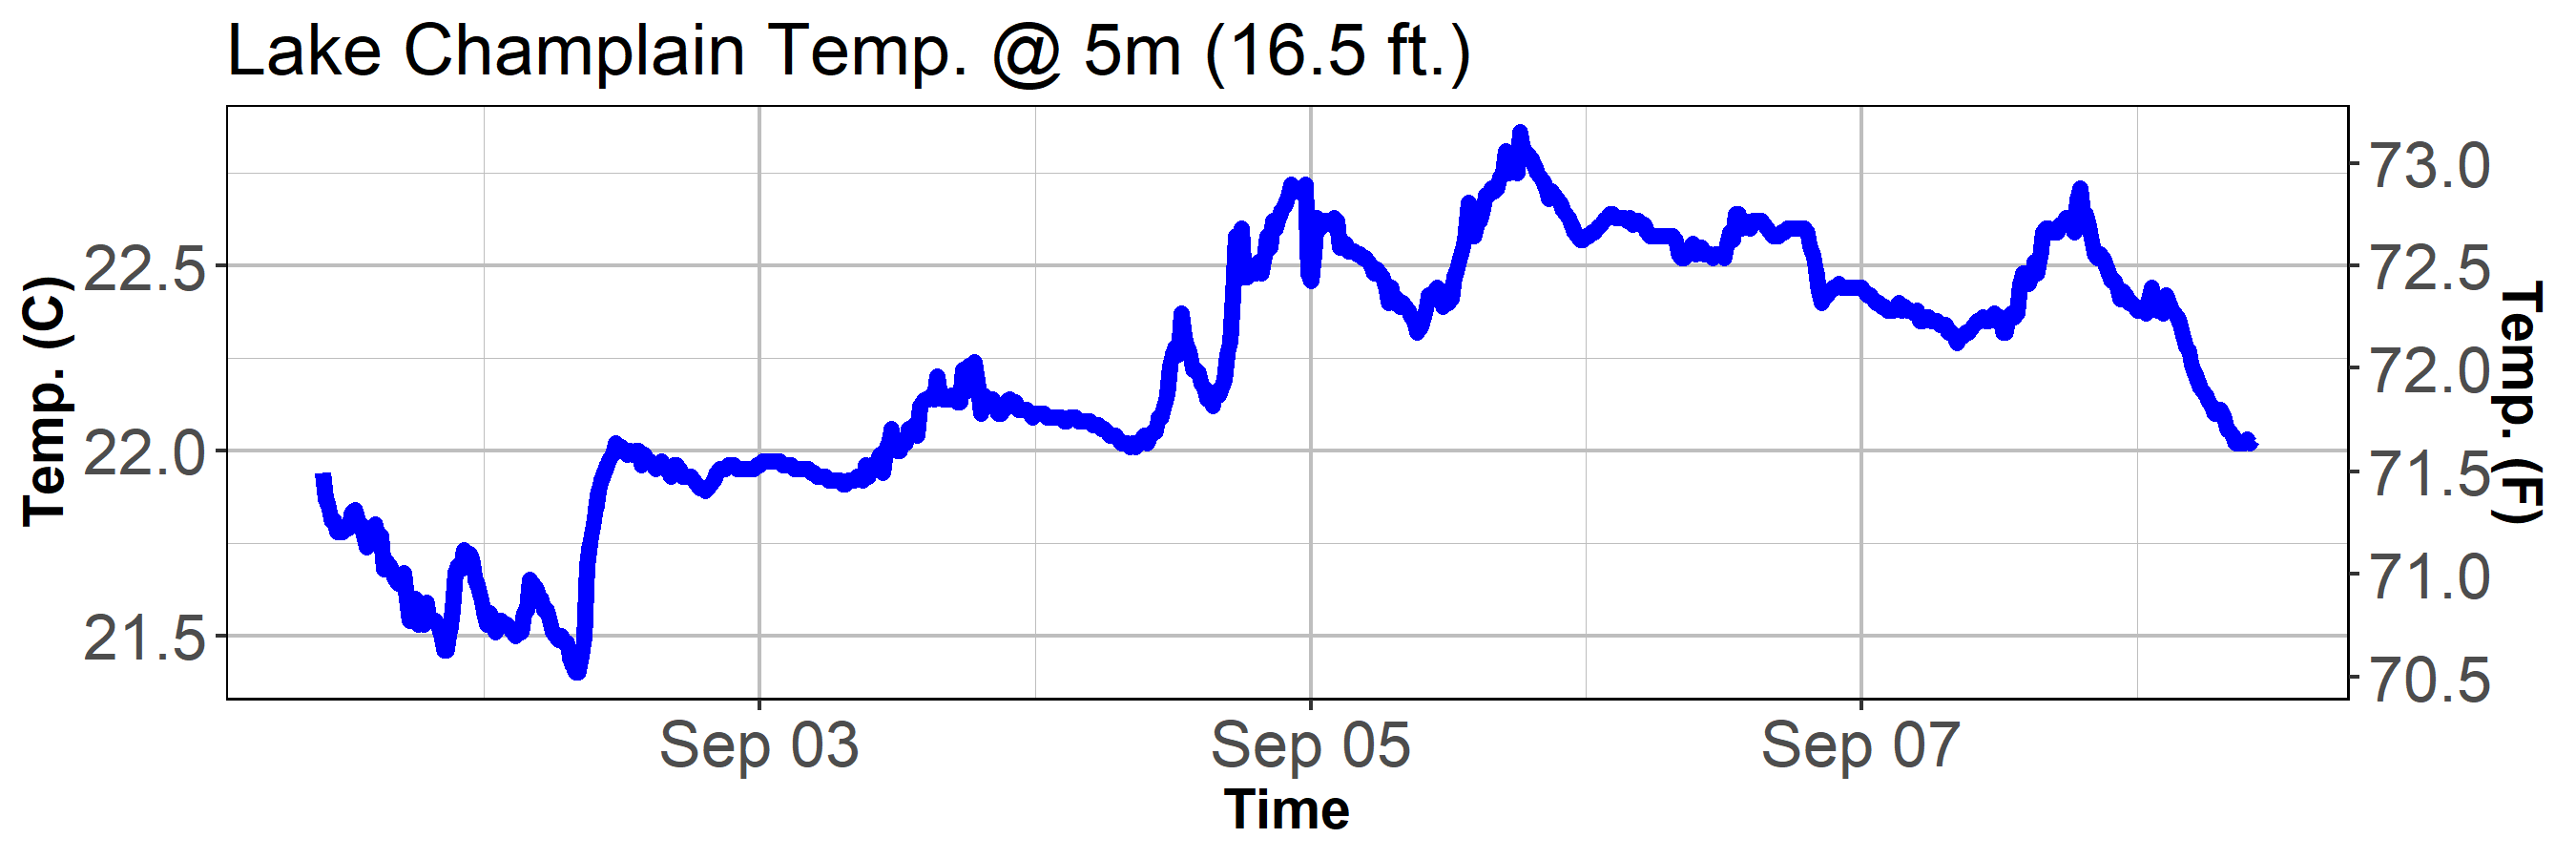 Lake Champlain Temp. @ 5m (16.5 ft.)
Temp. (C)
22.5
22.0
21.5
73.0
72.5
72.0
71.5
71.0
70.5
Temp. (F)
Sep 03 Sep 05 Sep 07
Time